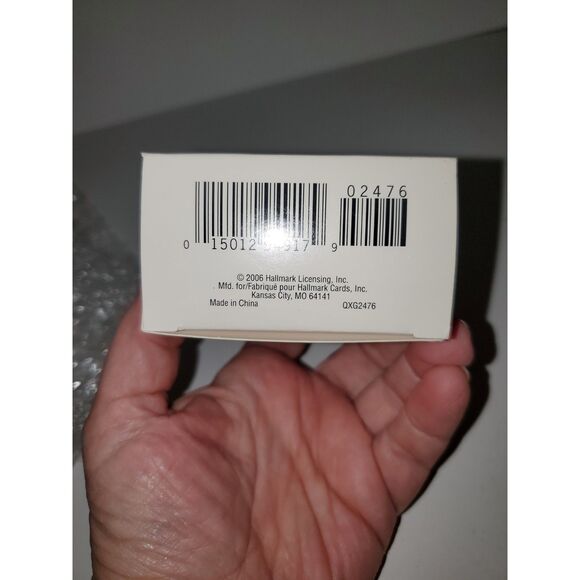 02476
0 15012 917 9
© 2006 Hallmark Licensing, Inc.
Mfd. for/Fabriqué pour Hallmark Cards, Inc.
Kansas City, MO 64141
Made in China QXG2476